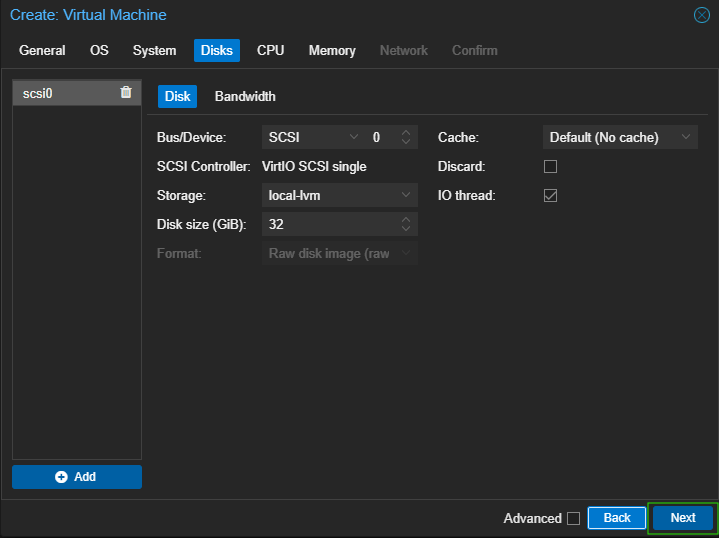 Create: Virtual Machine
General OS System Disks CPU Memory Network Confirm
scsi0
Disk Bandwidth
Bus/Device: SCSI 0 Cache: Default (No cache)
SCSI Controller: VirtIO SCSI single Discard:
Storage: local-lvm IO thread:
Disk size (GiB): 32
Format: Raw disk image (raw
Add
Advanced Back Next